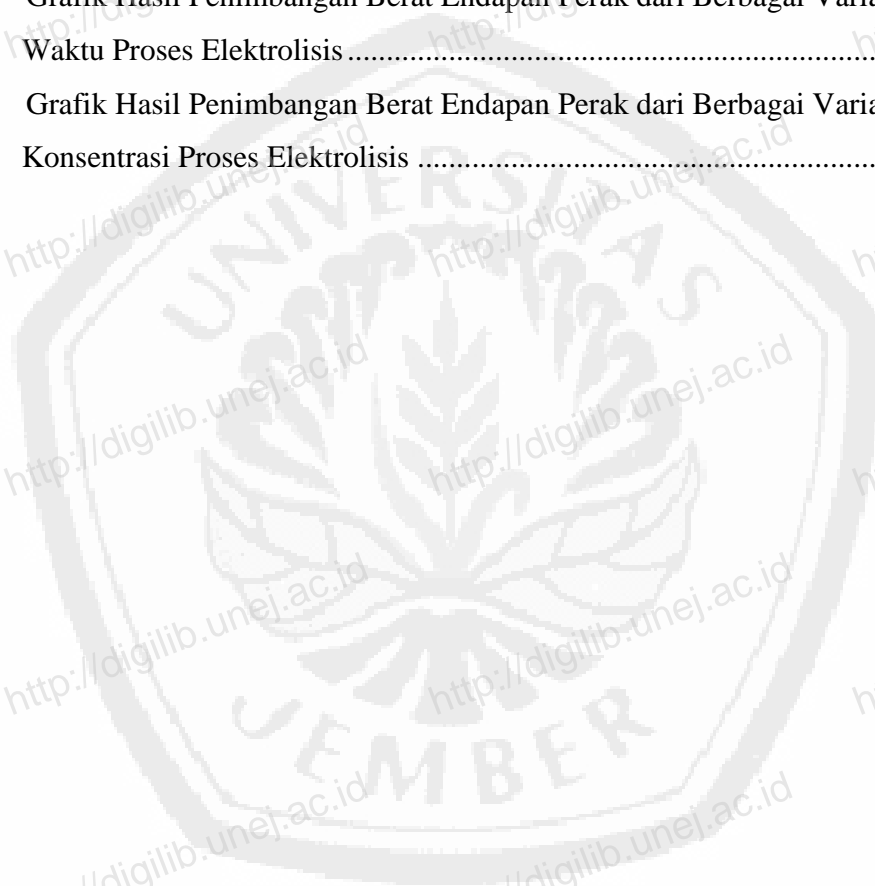 Grafik Hasil Penimbangan Berat Endapan Perak dari Berbagai
Waktu Proses Elektrolisis ....................................................................
Grafik Hasil Penimbangan Berat Endapan Perak dari Berbagai
Konsentrasi Proses Elektrolisis ...........................................................
UNIVERSITAS
JEMBER
http://digilib.unej.ac.id
http://digilib.unej.ac.id
http://digilib.unej.ac.id
http://digilib.unej.ac.id
http://digilib.unej.ac.id
http://digilib.unej.ac.id